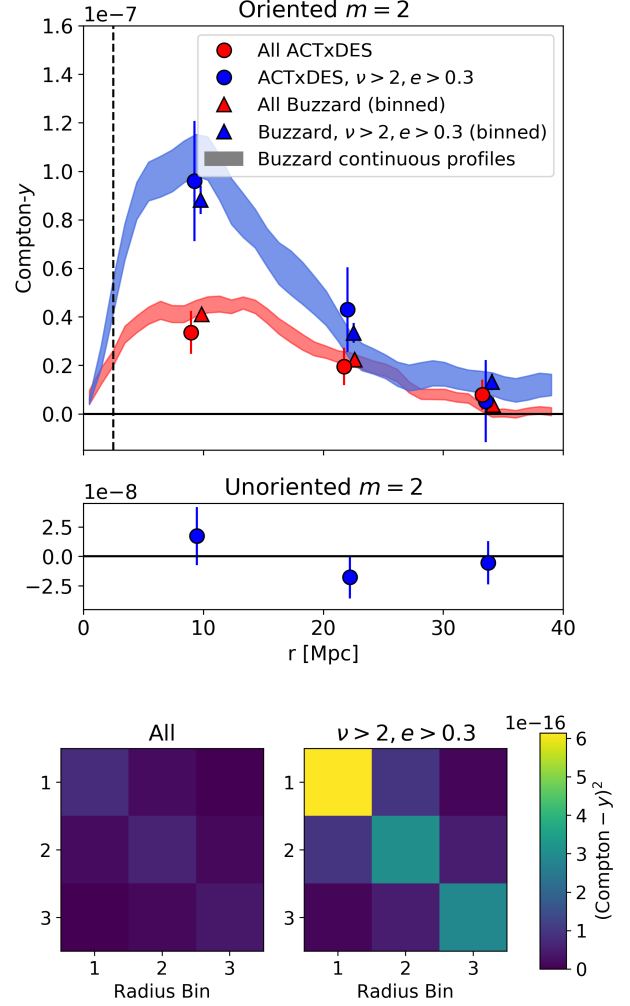 Oriented m = 2
1e−7
1.6
1.4
1.2
1.0
0.8
0.6
0.4
0.2
0.0
Compton-y
All ACTxDES
ACTxDES, ν > 2, e > 0.3
All Buzzard (binned)
Buzzard, ν > 2, e > 0.3 (binned)
Buzzard continuous profiles
Unoriented m = 2
1e−8
2.5
0.0
−2.5
0 10 20 30 40
r [Mpc]
All
ν > 2, e > 0.3
1e−16
1
2
3
1 2 3
Radius Bin
1
2
3
1 2 3
Radius Bin
6
5
4
3
2
1
0
(Compton − y)²